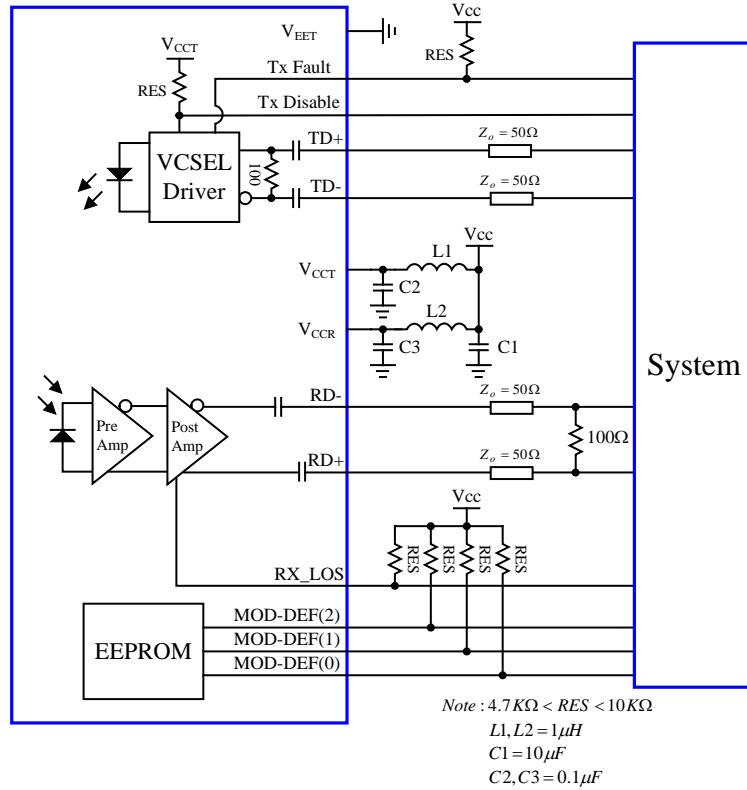 V_EET
Vcc
V_CCT
RES
Tx Fault
RES
Tx Disable
VCSEL
Driver
100
TD+
Z_o = 50Ω
TD-
Z_o = 50Ω
Vcc
V_CCT
L1
C2
V_CCR
L2
C3
C1
System
Pre
Amp
Post
Amp
RD-
Z_o = 50Ω
100Ω
RD+
Z_o = 50Ω
Vcc
RES
RES
RES
RES
RX_LOS
EEPROM
MOD-DEF(2)
MOD-DEF(1)
MOD-DEF(0)
Note : 4.7KΩ < RES < 10KΩ
L1, L2 = 1μH
C1 = 10μF
C2, C3 = 0.1μF